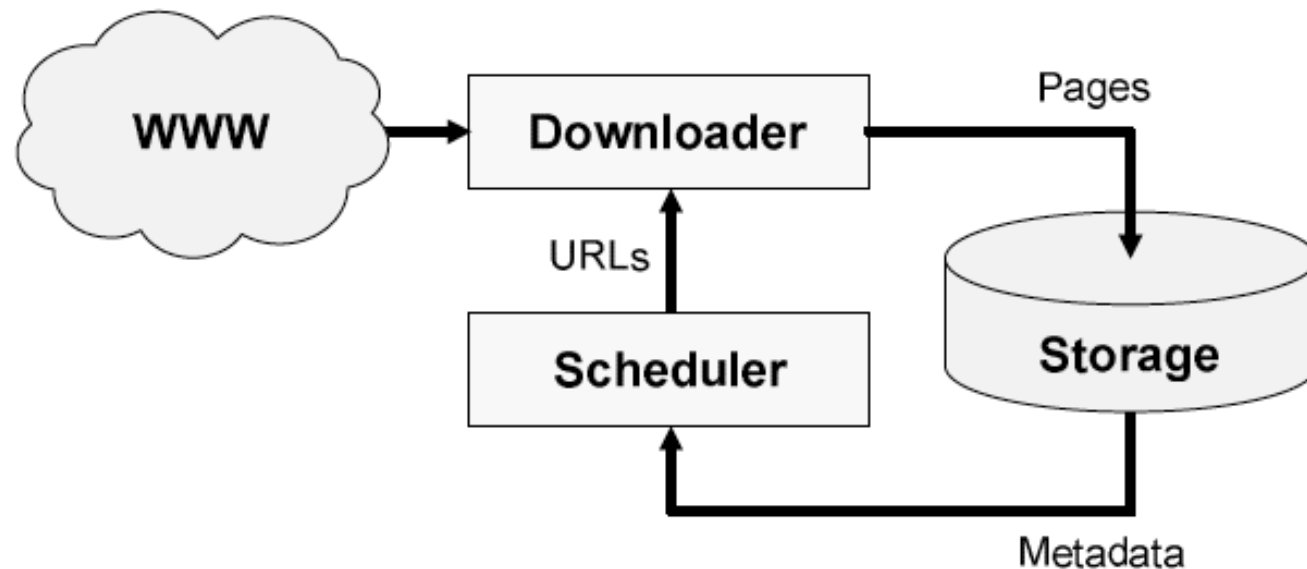 WWW
Downloader
Pages
URLs
Scheduler
Storage
Metadata